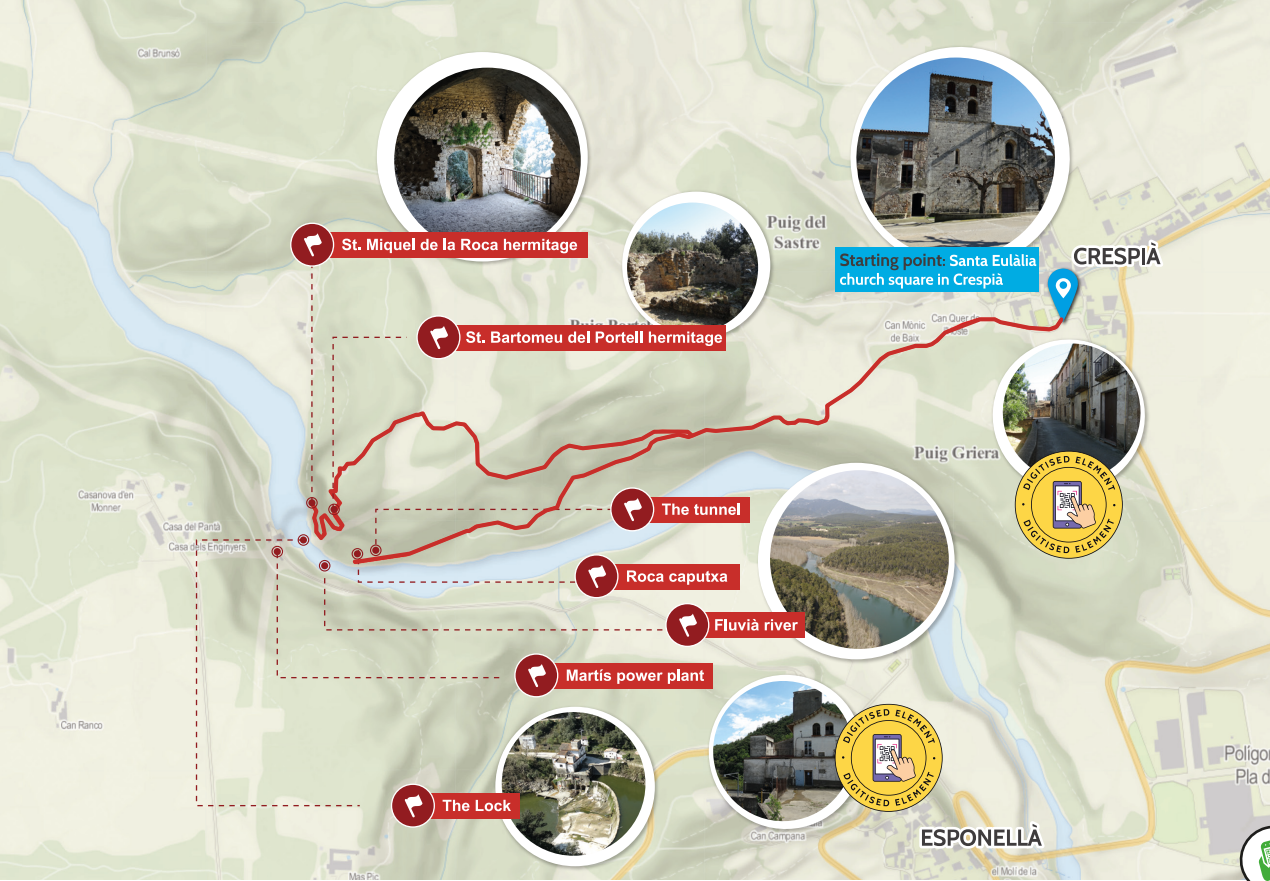 Cal Brunsó
St. Miquel de la Roca hermitage
Puig del
Sastre
Starting point: Santa Eulàlia
church square in Crespià
CRESPIÀ
St. Bartomeu del Portell hermitage
Can Mònic
de Baix
Can Quer de
Puig Griera
DIGITISED ELEMENT
DIGITISED ELEMENT
Casanova d'en
Monner
Casa del Pantà
Casa dels Enginyers
The tunnel
Roca caputxa
Fluvià river
Martís power plant
Can Ranco
DIGITISED ELEMENT
DIGITISED ELEMENT
The Lock
Poligo
Pla d
Can Campana
ESPONELLÀ
el Molí de la
Mas Pic